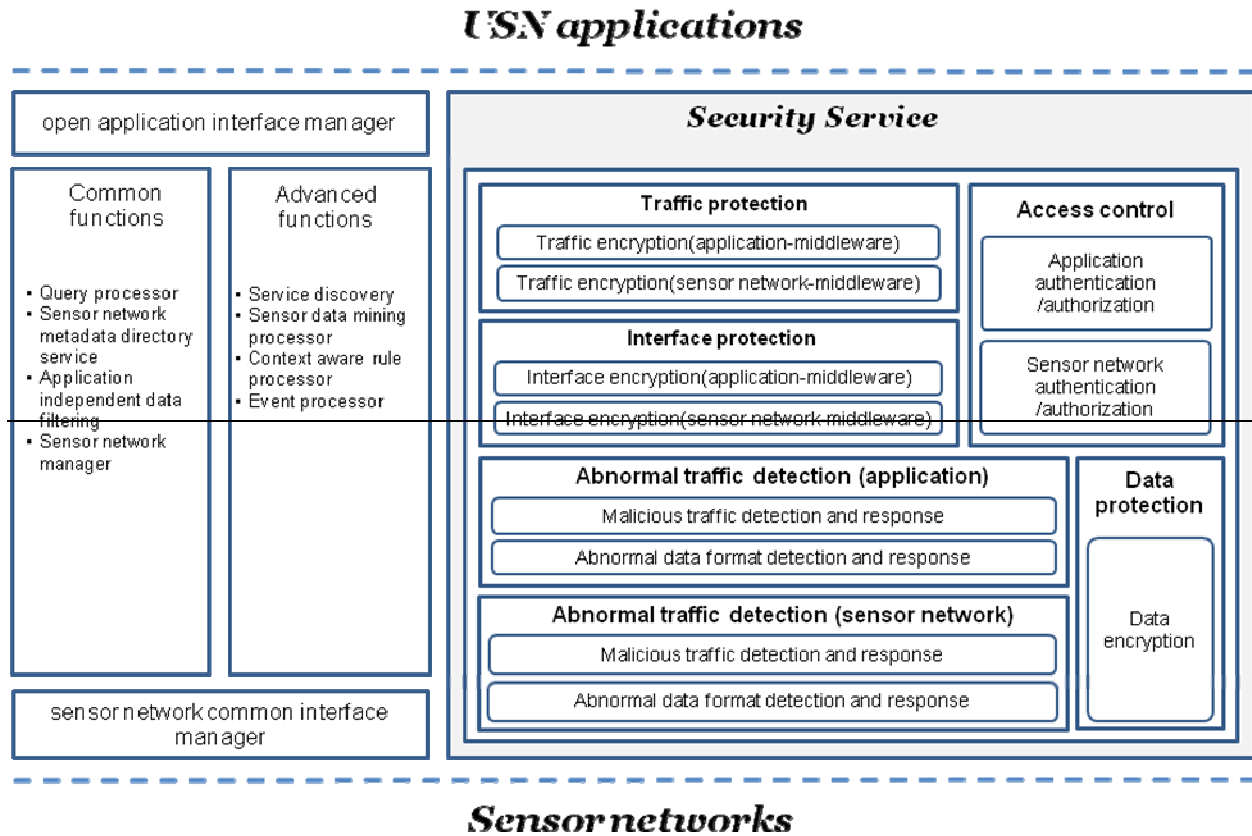 USN applications
open application interface manager
Common
functions
▪ Query processor
▪ Sensor network
metadata directory
service
▪ Application
independent data
filtering
▪ Sensor network
manager
Advanced
functions
▪ Service discovery
▪ Sensor data mining
processor
▪ Context aware rule
processor
▪ Event processor
sensor network common interface
manager
Security Service
Traffic protection
Traffic encryption(application-middleware)
Traffic encryption(sensor network-middleware)
Interface protection
Interface encryption(application-middleware)
Interface encryption(sensor network-middleware)
Access control
Application
authentication
/authorization
Sensor network
authentication
/authorization
Abnormal traffic detection (application)
Malicious traffic detection and response
Abnormal data format detection and response
Abnormal traffic detection (sensor network)
Malicious traffic detection and response
Abnormal data format detection and response
Data
protection
Data
encryption
Sensor networks